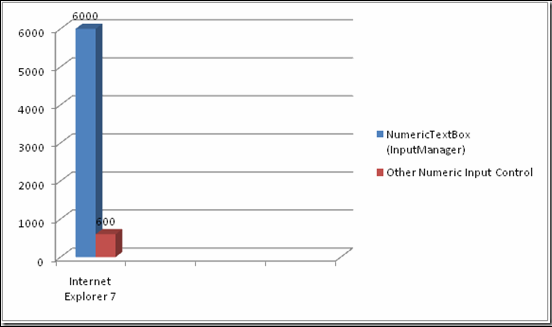 6000
6000
5000
4000
3000
2000
1000
600
0
Internet
Explorer 7
NumericTextBox
(InputManager)
Other Numeric Input Control